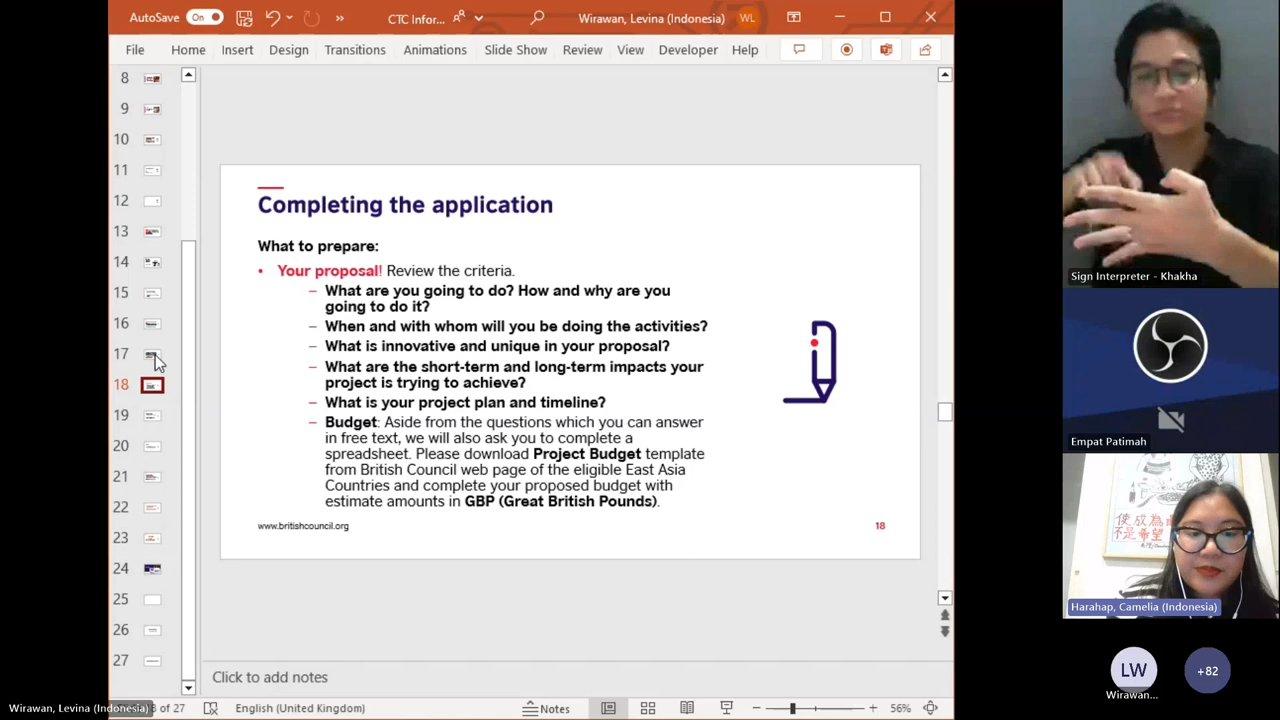 AutoSave
On
CTC Infor...
Wirawan, Levina (Indonesia)
WL
File Home Insert Design Transitions Animations Slide Show Review View Developer Help
8
9
10
11
12
13
14
15
16
17
18
19
20
21
22
23
24
25
26
27
Completing the application
What to prepare:
• Your proposal! Review the criteria.
– What are you going to do? How and why are you
going to do it?
– When and with whom will you be doing the activities?
– What is innovative and unique in your proposal?
– What are the short-term and long-term impacts your
project is trying to achieve?
– What is your project plan and timeline?
– Budget: Aside from the questions which you can answer
in free text, we will also ask you to complete a
spreadsheet. Please download Project Budget template
from British Council web page of the eligible East Asia
Countries and complete your proposed budget with
estimate amounts in GBP (Great British Pounds).
www.britishcouncil.org
18
Click to add notes
of 27
English (United Kingdom)
Notes
56%
Wirawan, Levina (Indonesia)
Sign Interpreter - Khakha
Empat Patimah
使成為
不是希望
Harahap, Camelia (Indonesia)
LW
+82
Wirawan...